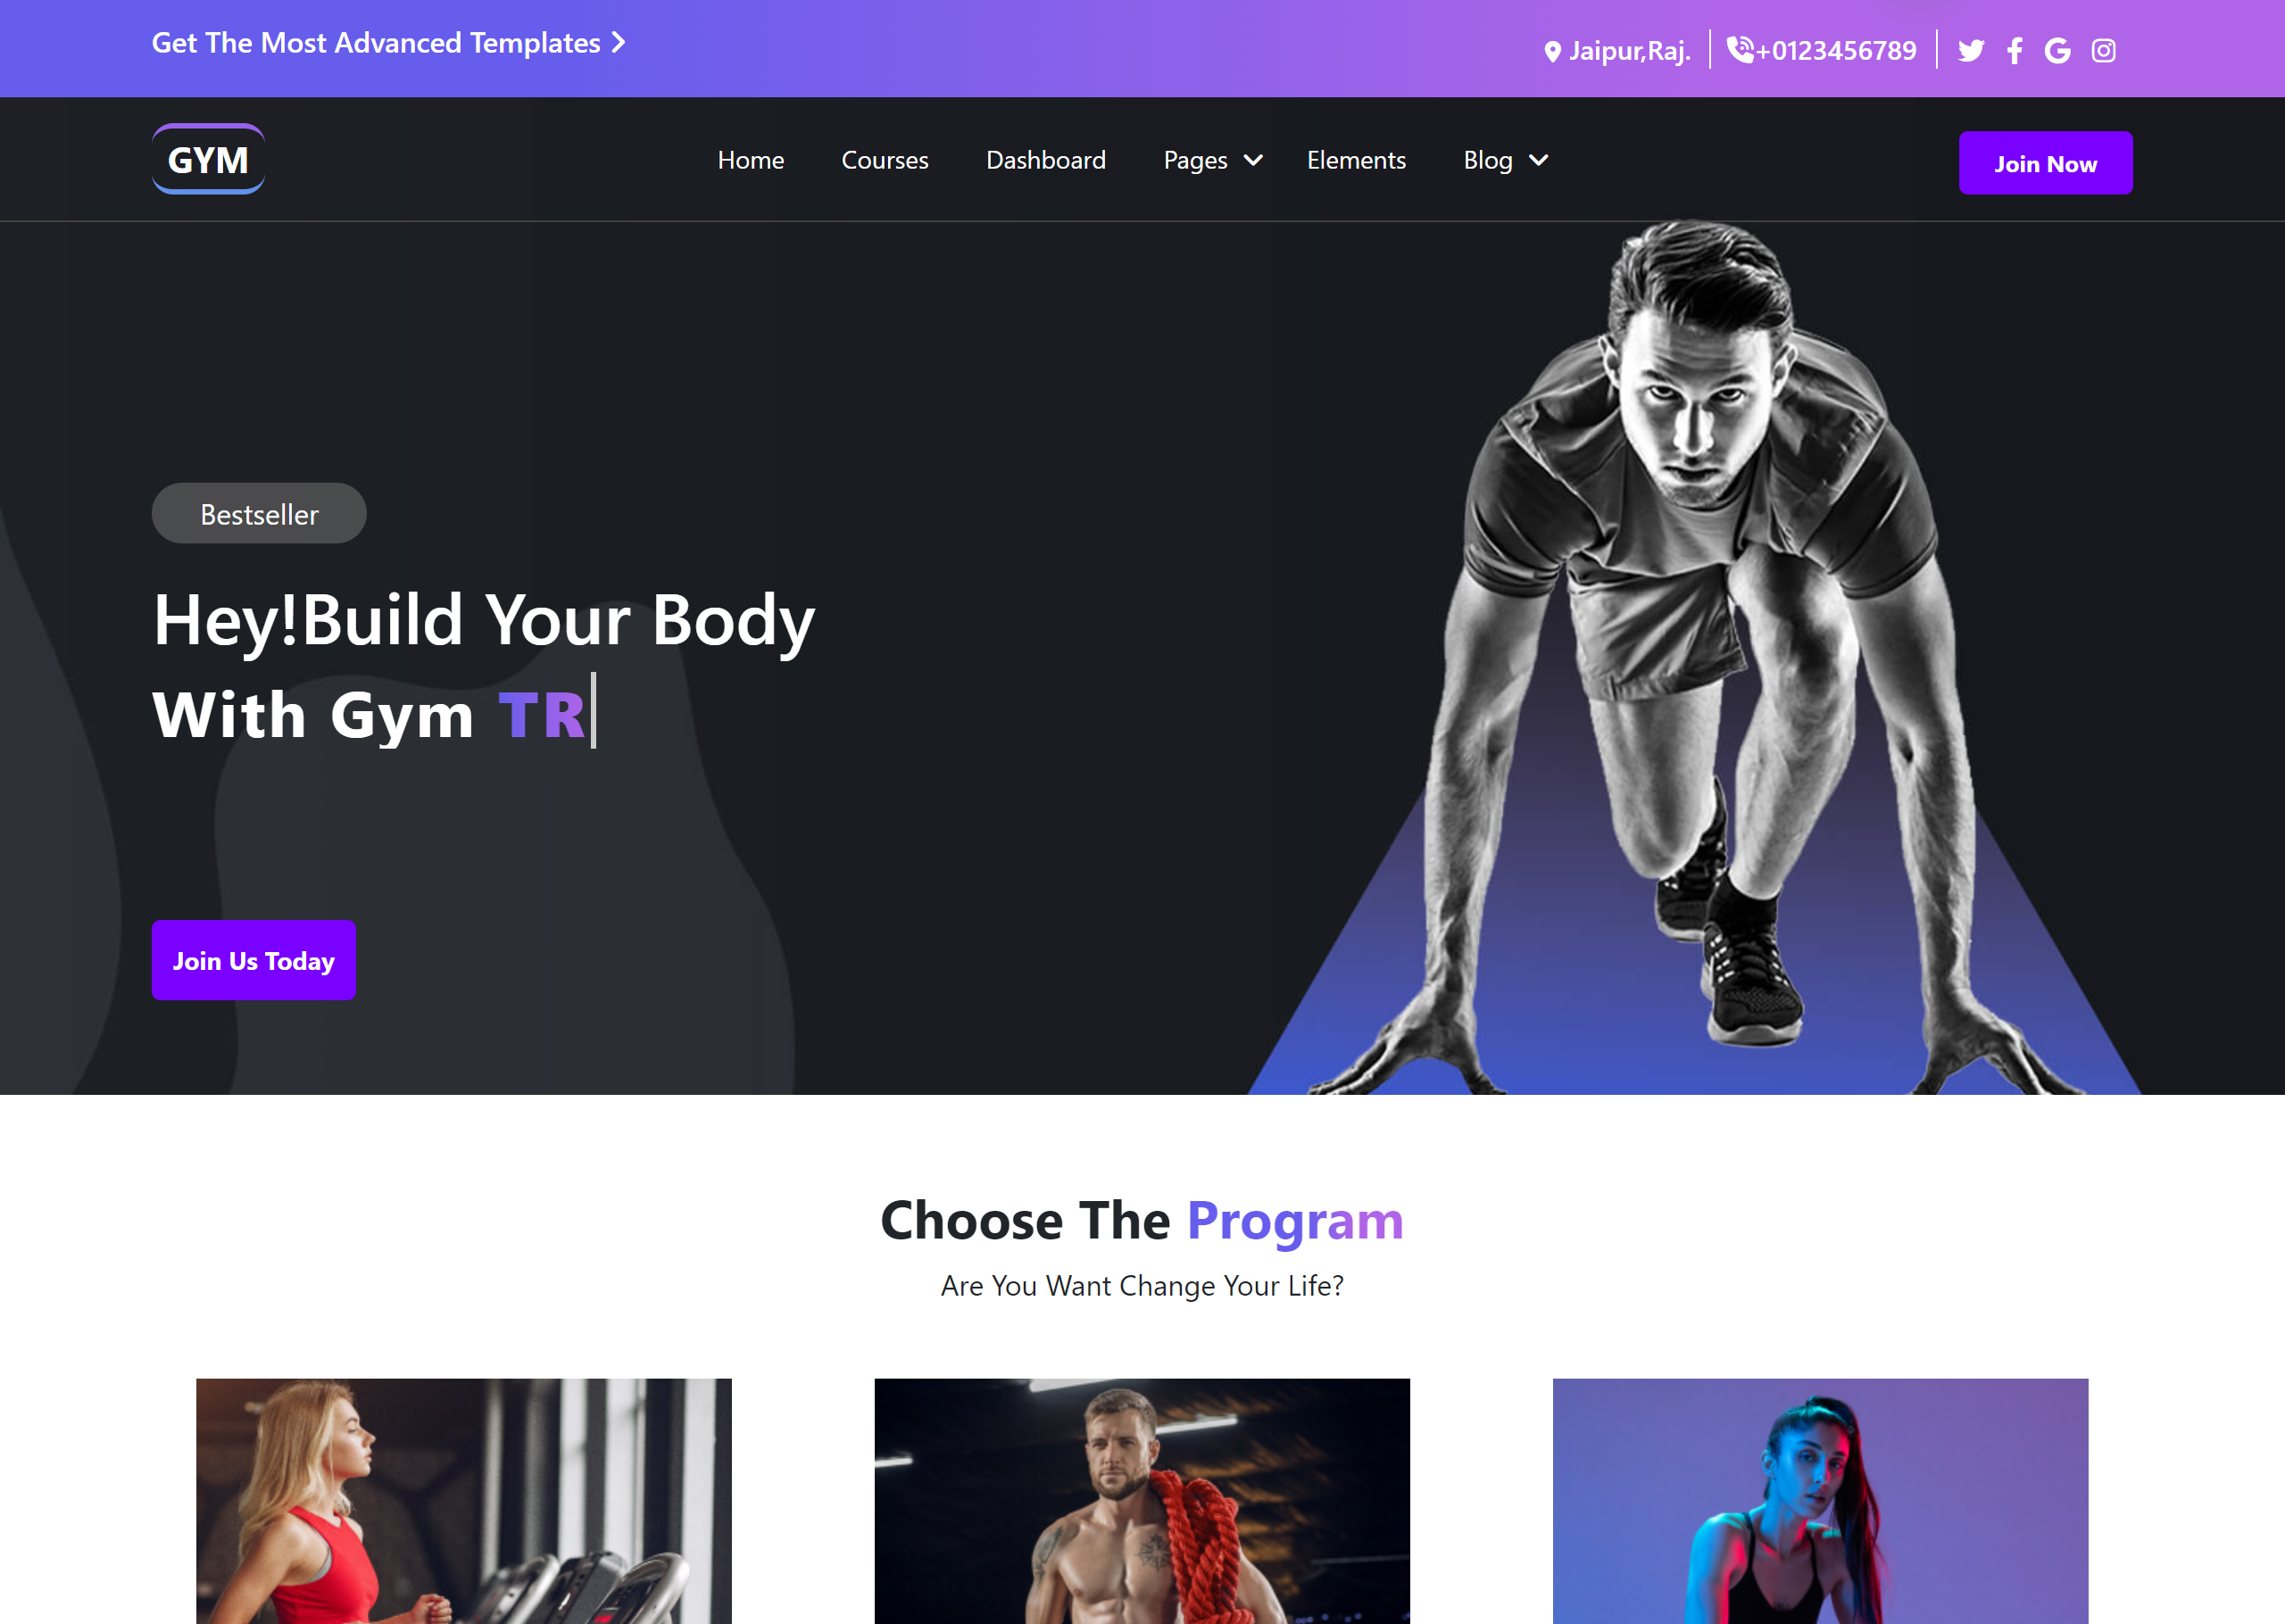 Get The Most Advanced Templates
Jaipur,Raj.
+0123456789
GYM
Home
Courses
Dashboard
Pages
Elements
Blog
Join Now
Bestseller
Hey!Build Your Body
With Gym TR
Join Us Today
Choose The Program
Are You Want Change Your Life?